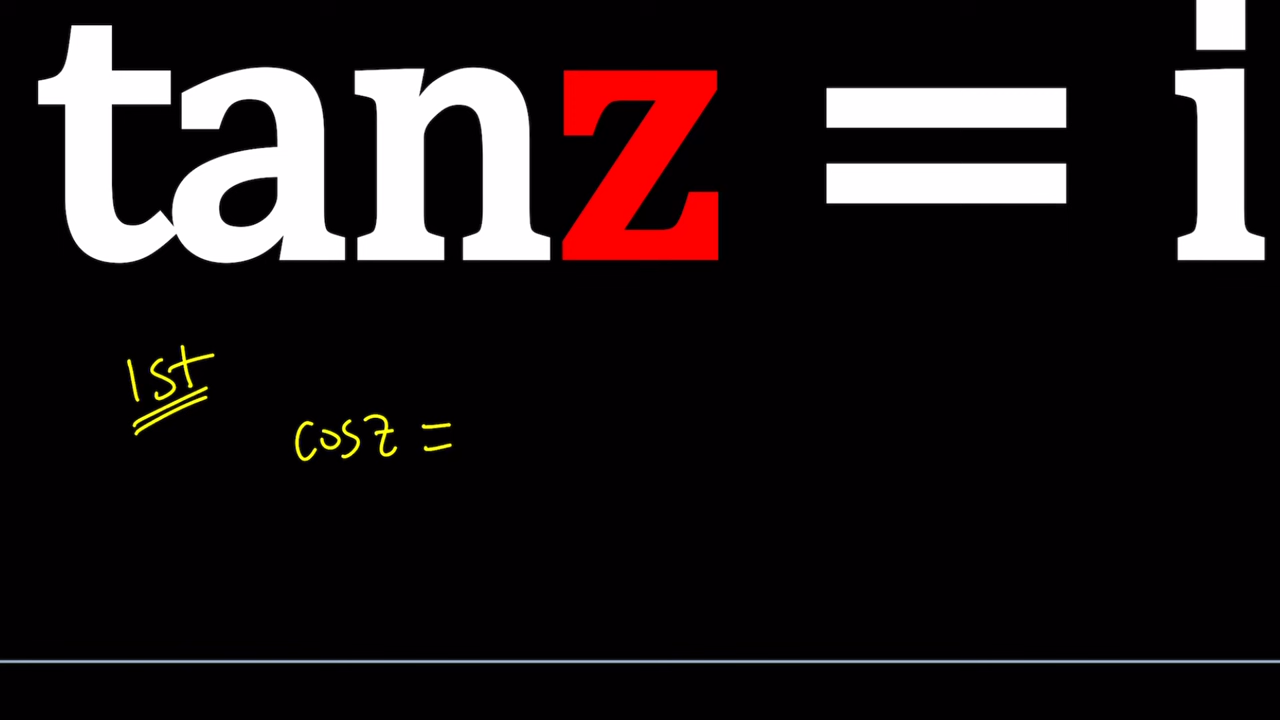 tanz = i
1st
cosz =